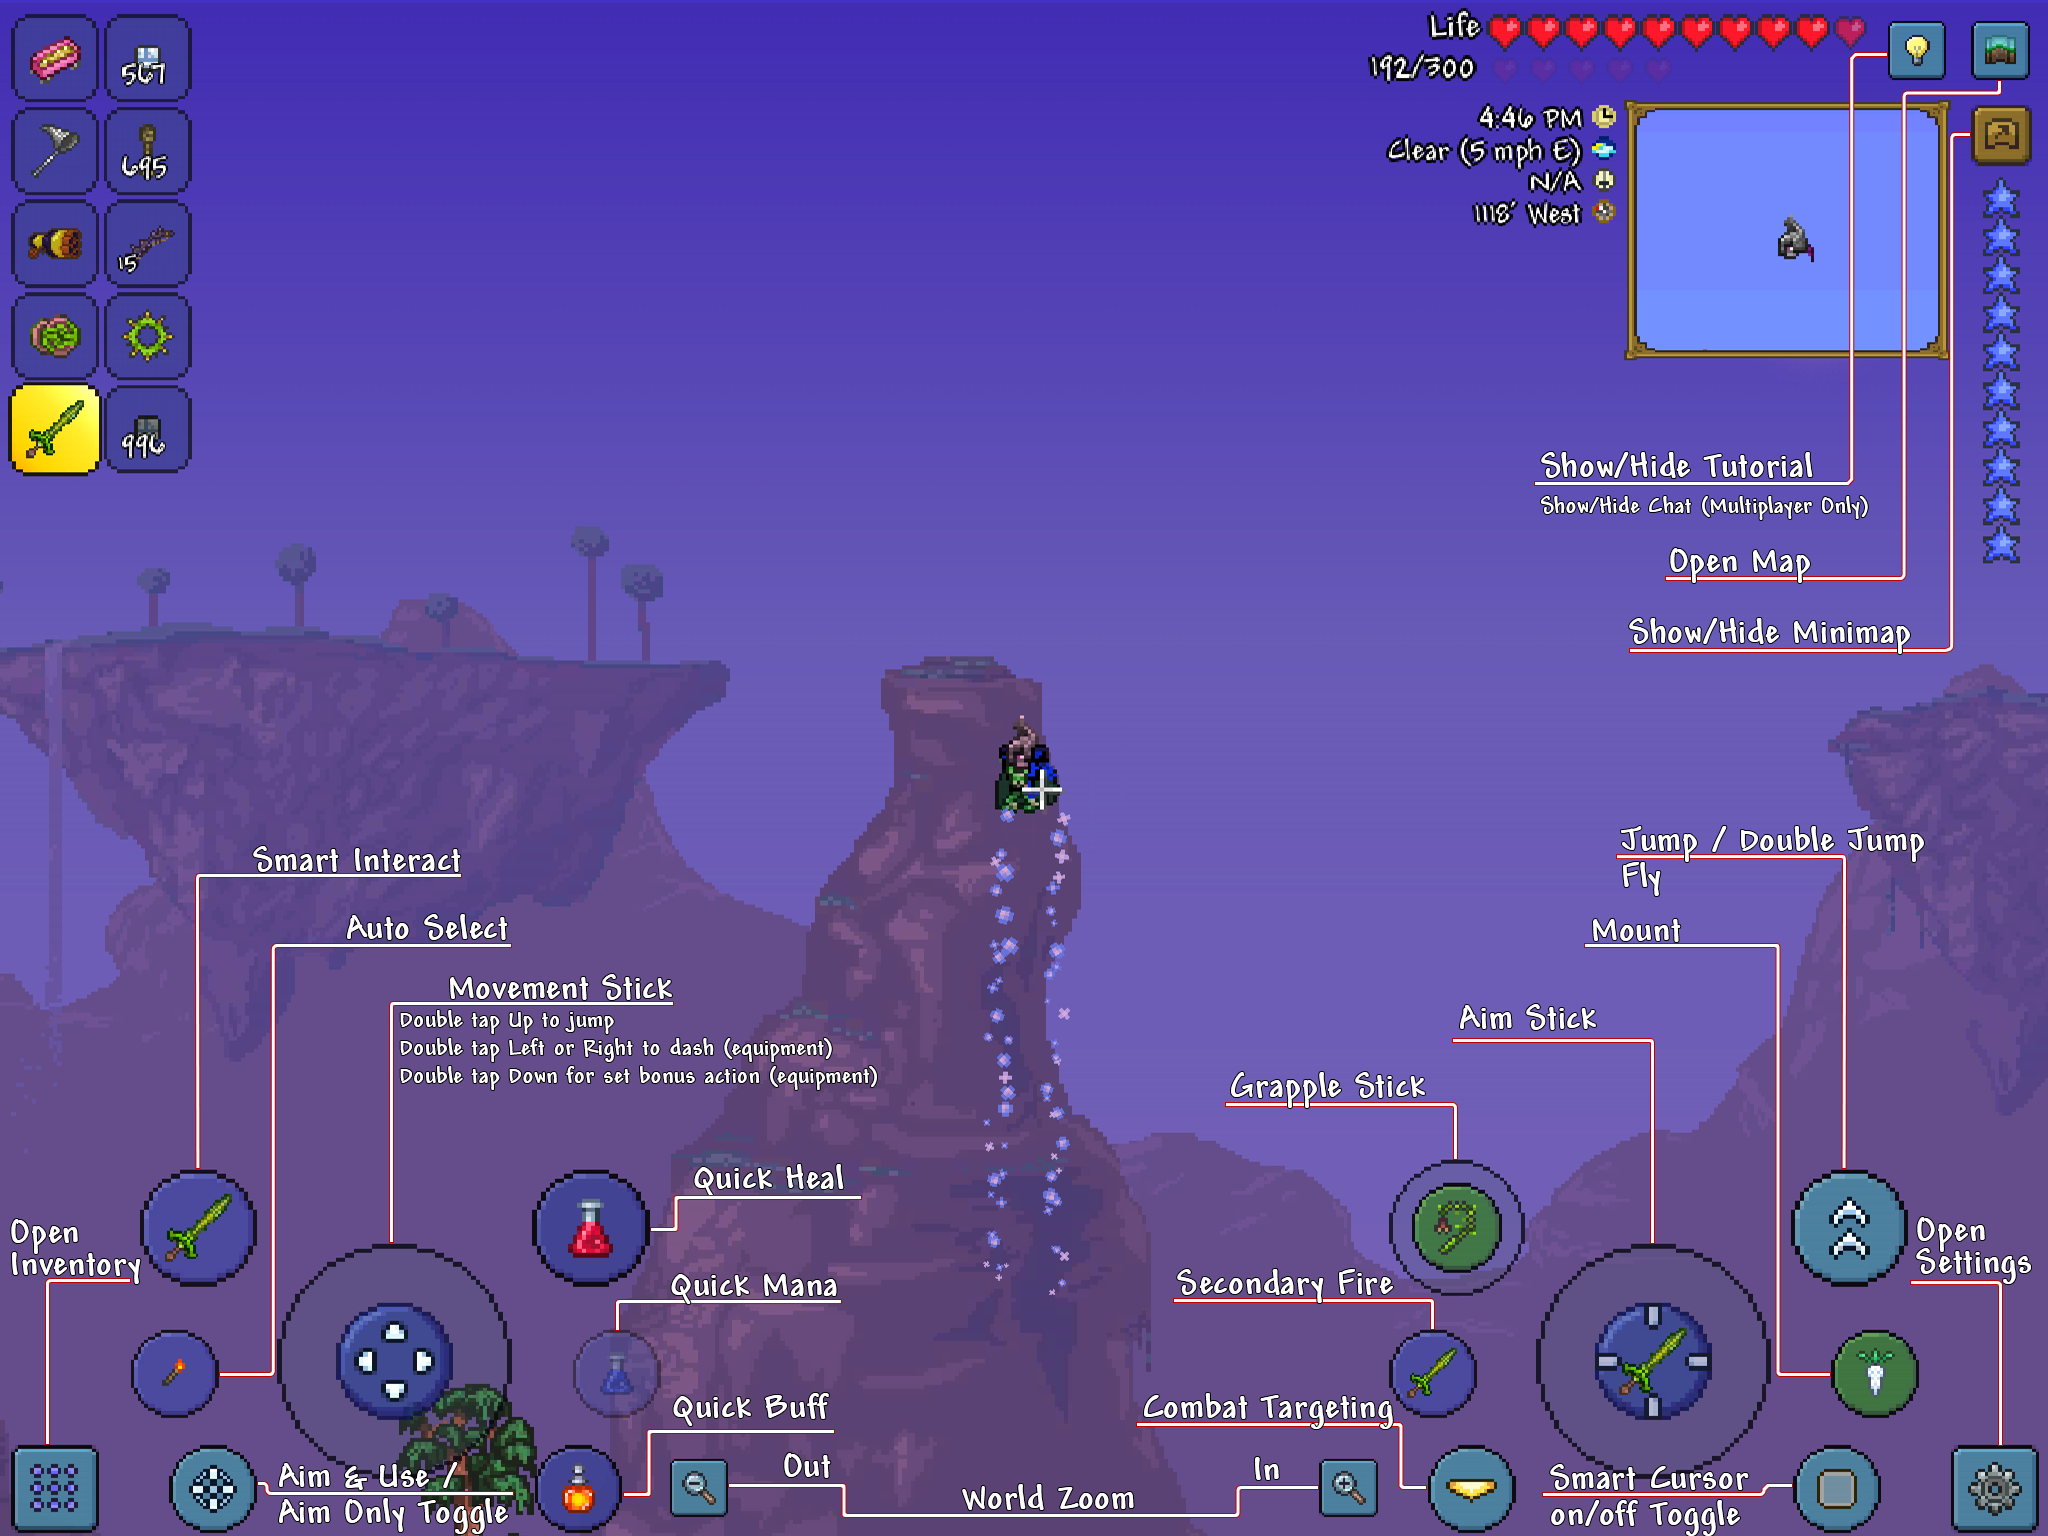 567
695
15
996
Life
192/300
4:46 PM
Clear (5 mph E)
N/A
1118' West
Show/Hide Tutorial
Show/Hide Chat (Multiplayer Only)
Open Map
Show/Hide Minimap
Smart Interact
Auto Select
Movement Stick
Double tap Up to jump
Double tap Left or Right to dash (equipment)
Double tap Down for set bonus action (equipment)
Jump / Double Jump
Fly
Mount
Aim Stick
Grapple Stick
Quick Heal
Open
Inventory
Open
Settings
Quick Mana
Secondary Fire
Quick Buff
Combat Targeting
Aim & Use /
Aim Only Toggle
Out
World Zoom
In
Smart Cursor
on/off Toggle